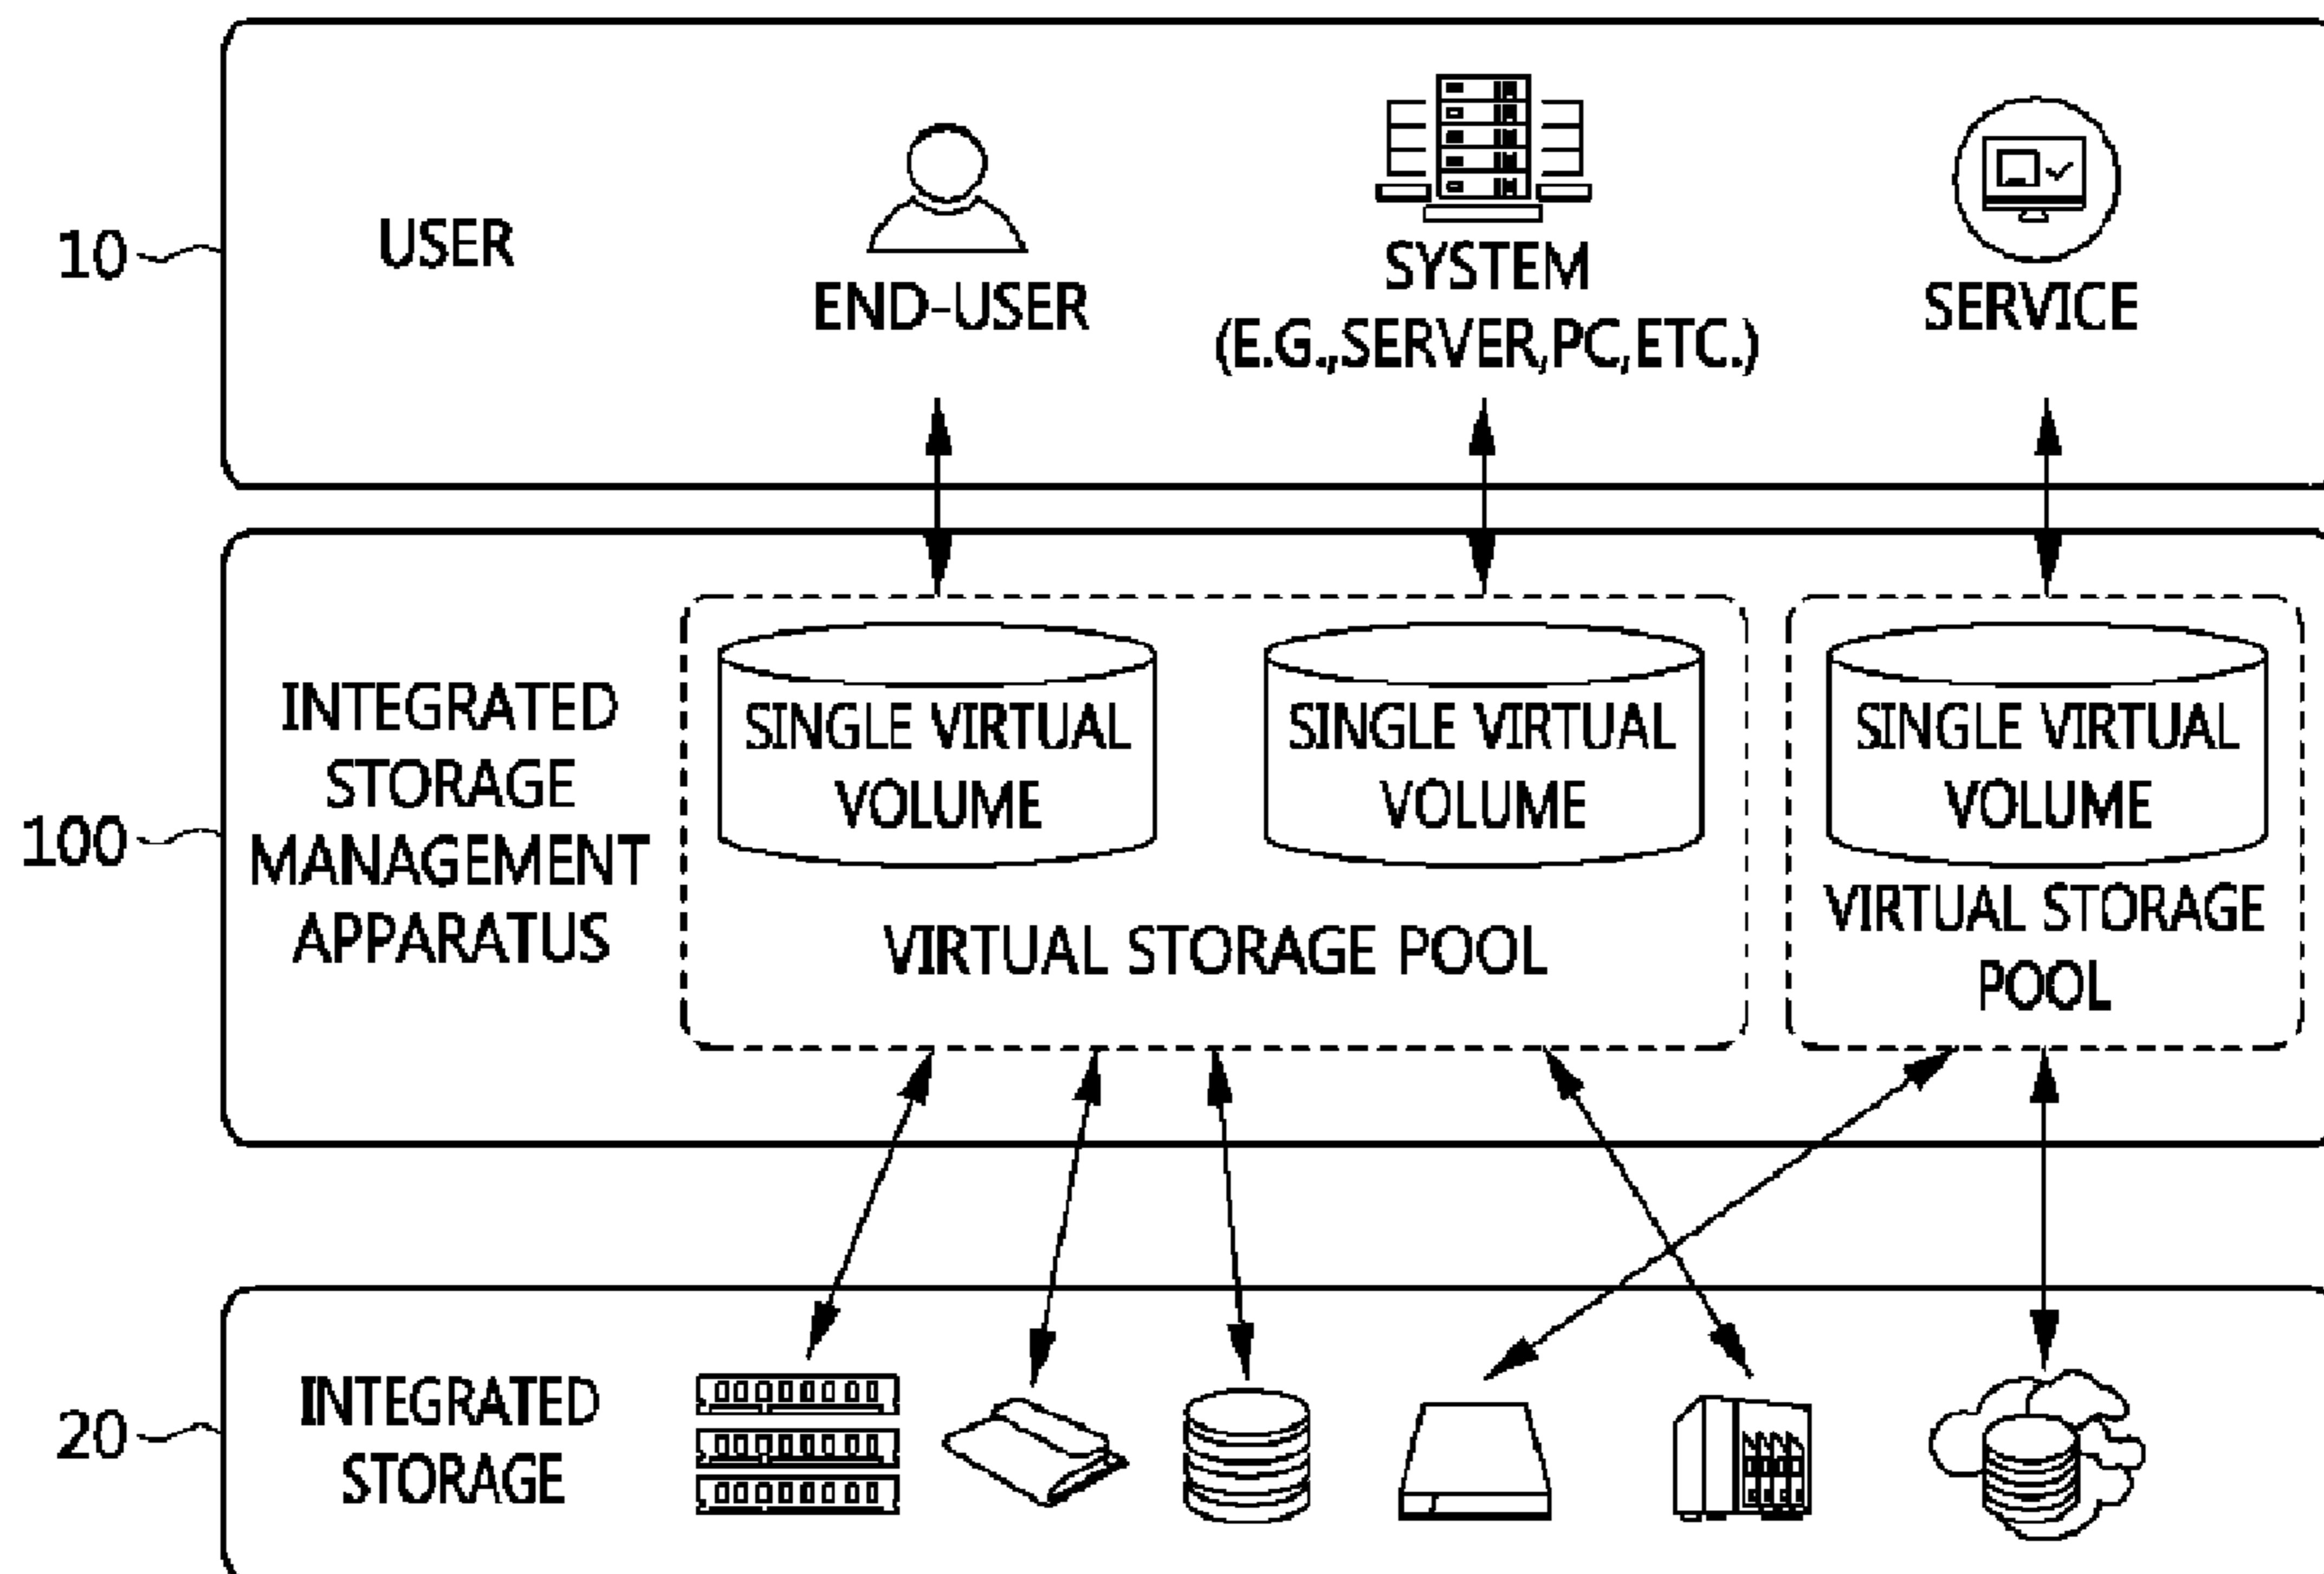 10
USER
END-USER
SYSTEM
(E.G.,SERVER,PC,ETC.)
SERVICE
100
INTEGRATED
STORAGE
MANAGEMENT
APPARATUS
SINGLE VIRTUAL
VOLUME
SINGLE VIRTUAL
VOLUME
VIRTUAL STORAGE POOL
SINGLE VIRTUAL
VOLUME
VIRTUAL STORAGE
POOL
20
INTEGRATED
STORAGE